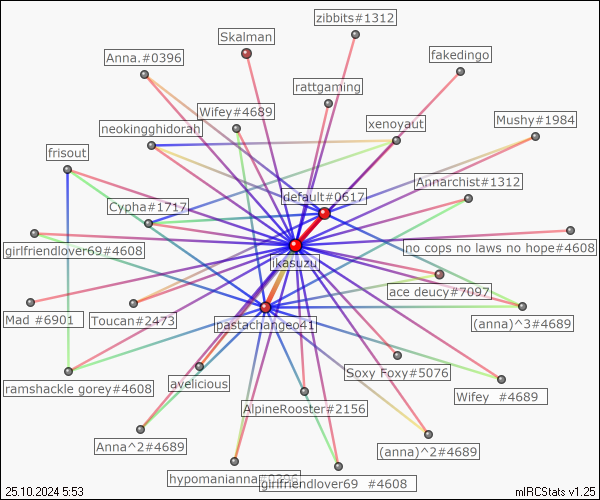 zibbits#1312
Skalman
fakedingo
Anna.#0396
rattgaming
Wifey#4689
Mushy#1984
xenoyaut
neokingghidorah
frisout
Annarchist#1312
default#0617
Cypha#1717
girlfriendlover69#4608
no cops no laws no hope#4608
ikasuzu
ace deucy#7097
Mad #6901
Toucan#2473
(anna)^3#4689
pastachangeo41
Soxy Foxy#5076
ramshackle gorey#4608
avelicious
Wifey #4689
AlpineRooster#2156
Anna^2#4689
(anna)^2#4689
hypomanianna#0396
girlfriendlover69 #4608
25.10.2024 5:53
mIRCStats v1.25